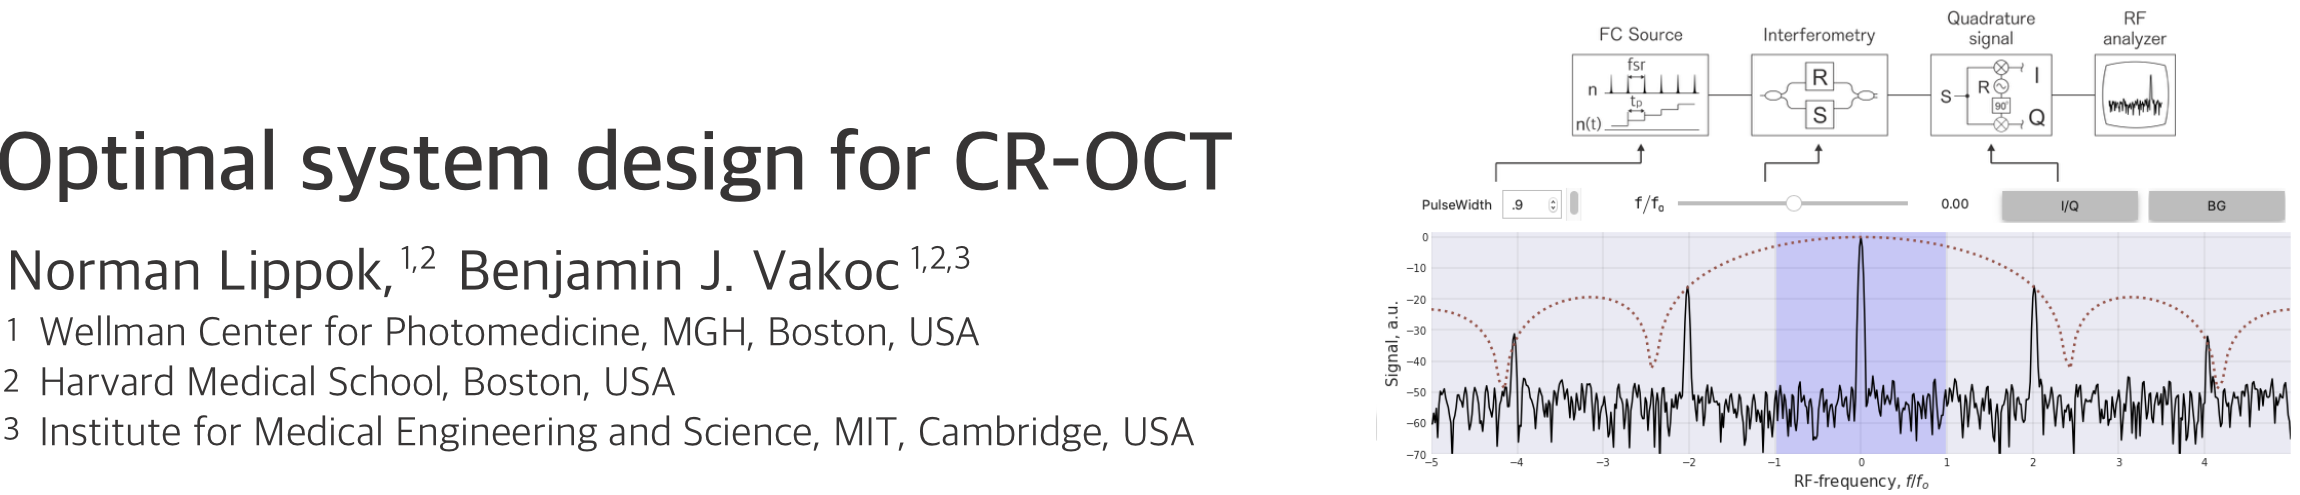 Optimal system design for CR-OCT
Norman Lippok,1,2 Benjamin J. Vakoc 1,2,3
1 Wellman Center for Photomedicine, MGH, Boston, USA
2 Harvard Medical School, Boston, USA
3 Institute for Medical Engineering and Science, MIT, Cambridge, USA
FC Source
Interferometry
Quadrature
signal
RF
analyzer
fsr
n
tp
n(t)
R
S
S
R
90°
I
Q
PulseWidth .9 f/fo 0.00 I/Q BG
Signal, a.u.
0
−10
−20
−30
−40
−50
−60
−70
−5 −4 −3 −2 −1 0 1 2 3 4
RF-frequency, f/fo